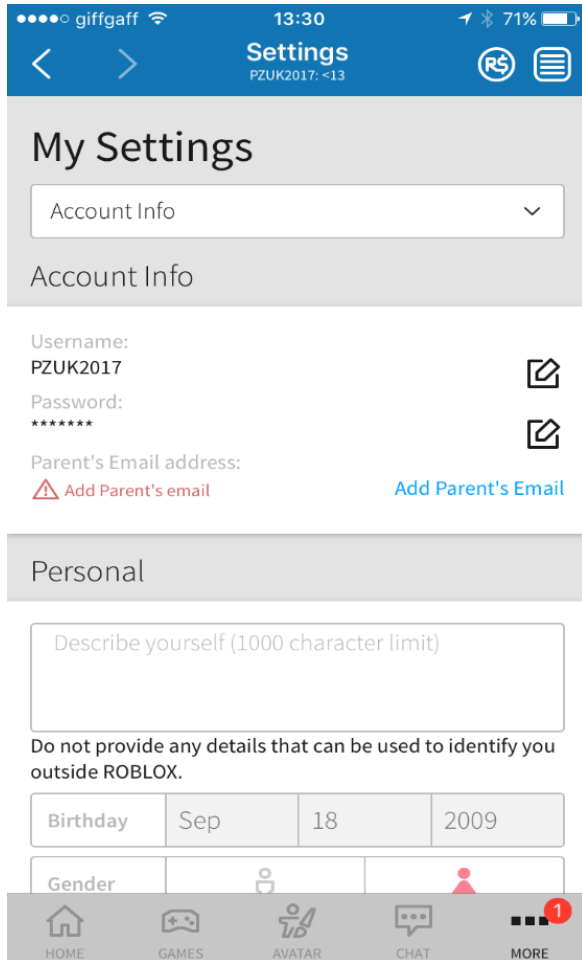 giffgaff 13:30 71%
Settings
PZUK2017: <13
R$
My Settings
Account Info
Account Info
Username:
PZUK2017
Password:
*******
Parent's Email address:
Add Parent's email Add Parent's Email
Personal
Describe yourself (1000 character limit)
Do not provide any details that can be used to identify you
outside ROBLOX.
Birthday Sep 18 2009
Gender
1
HOME GAMES AVATAR CHAT MORE